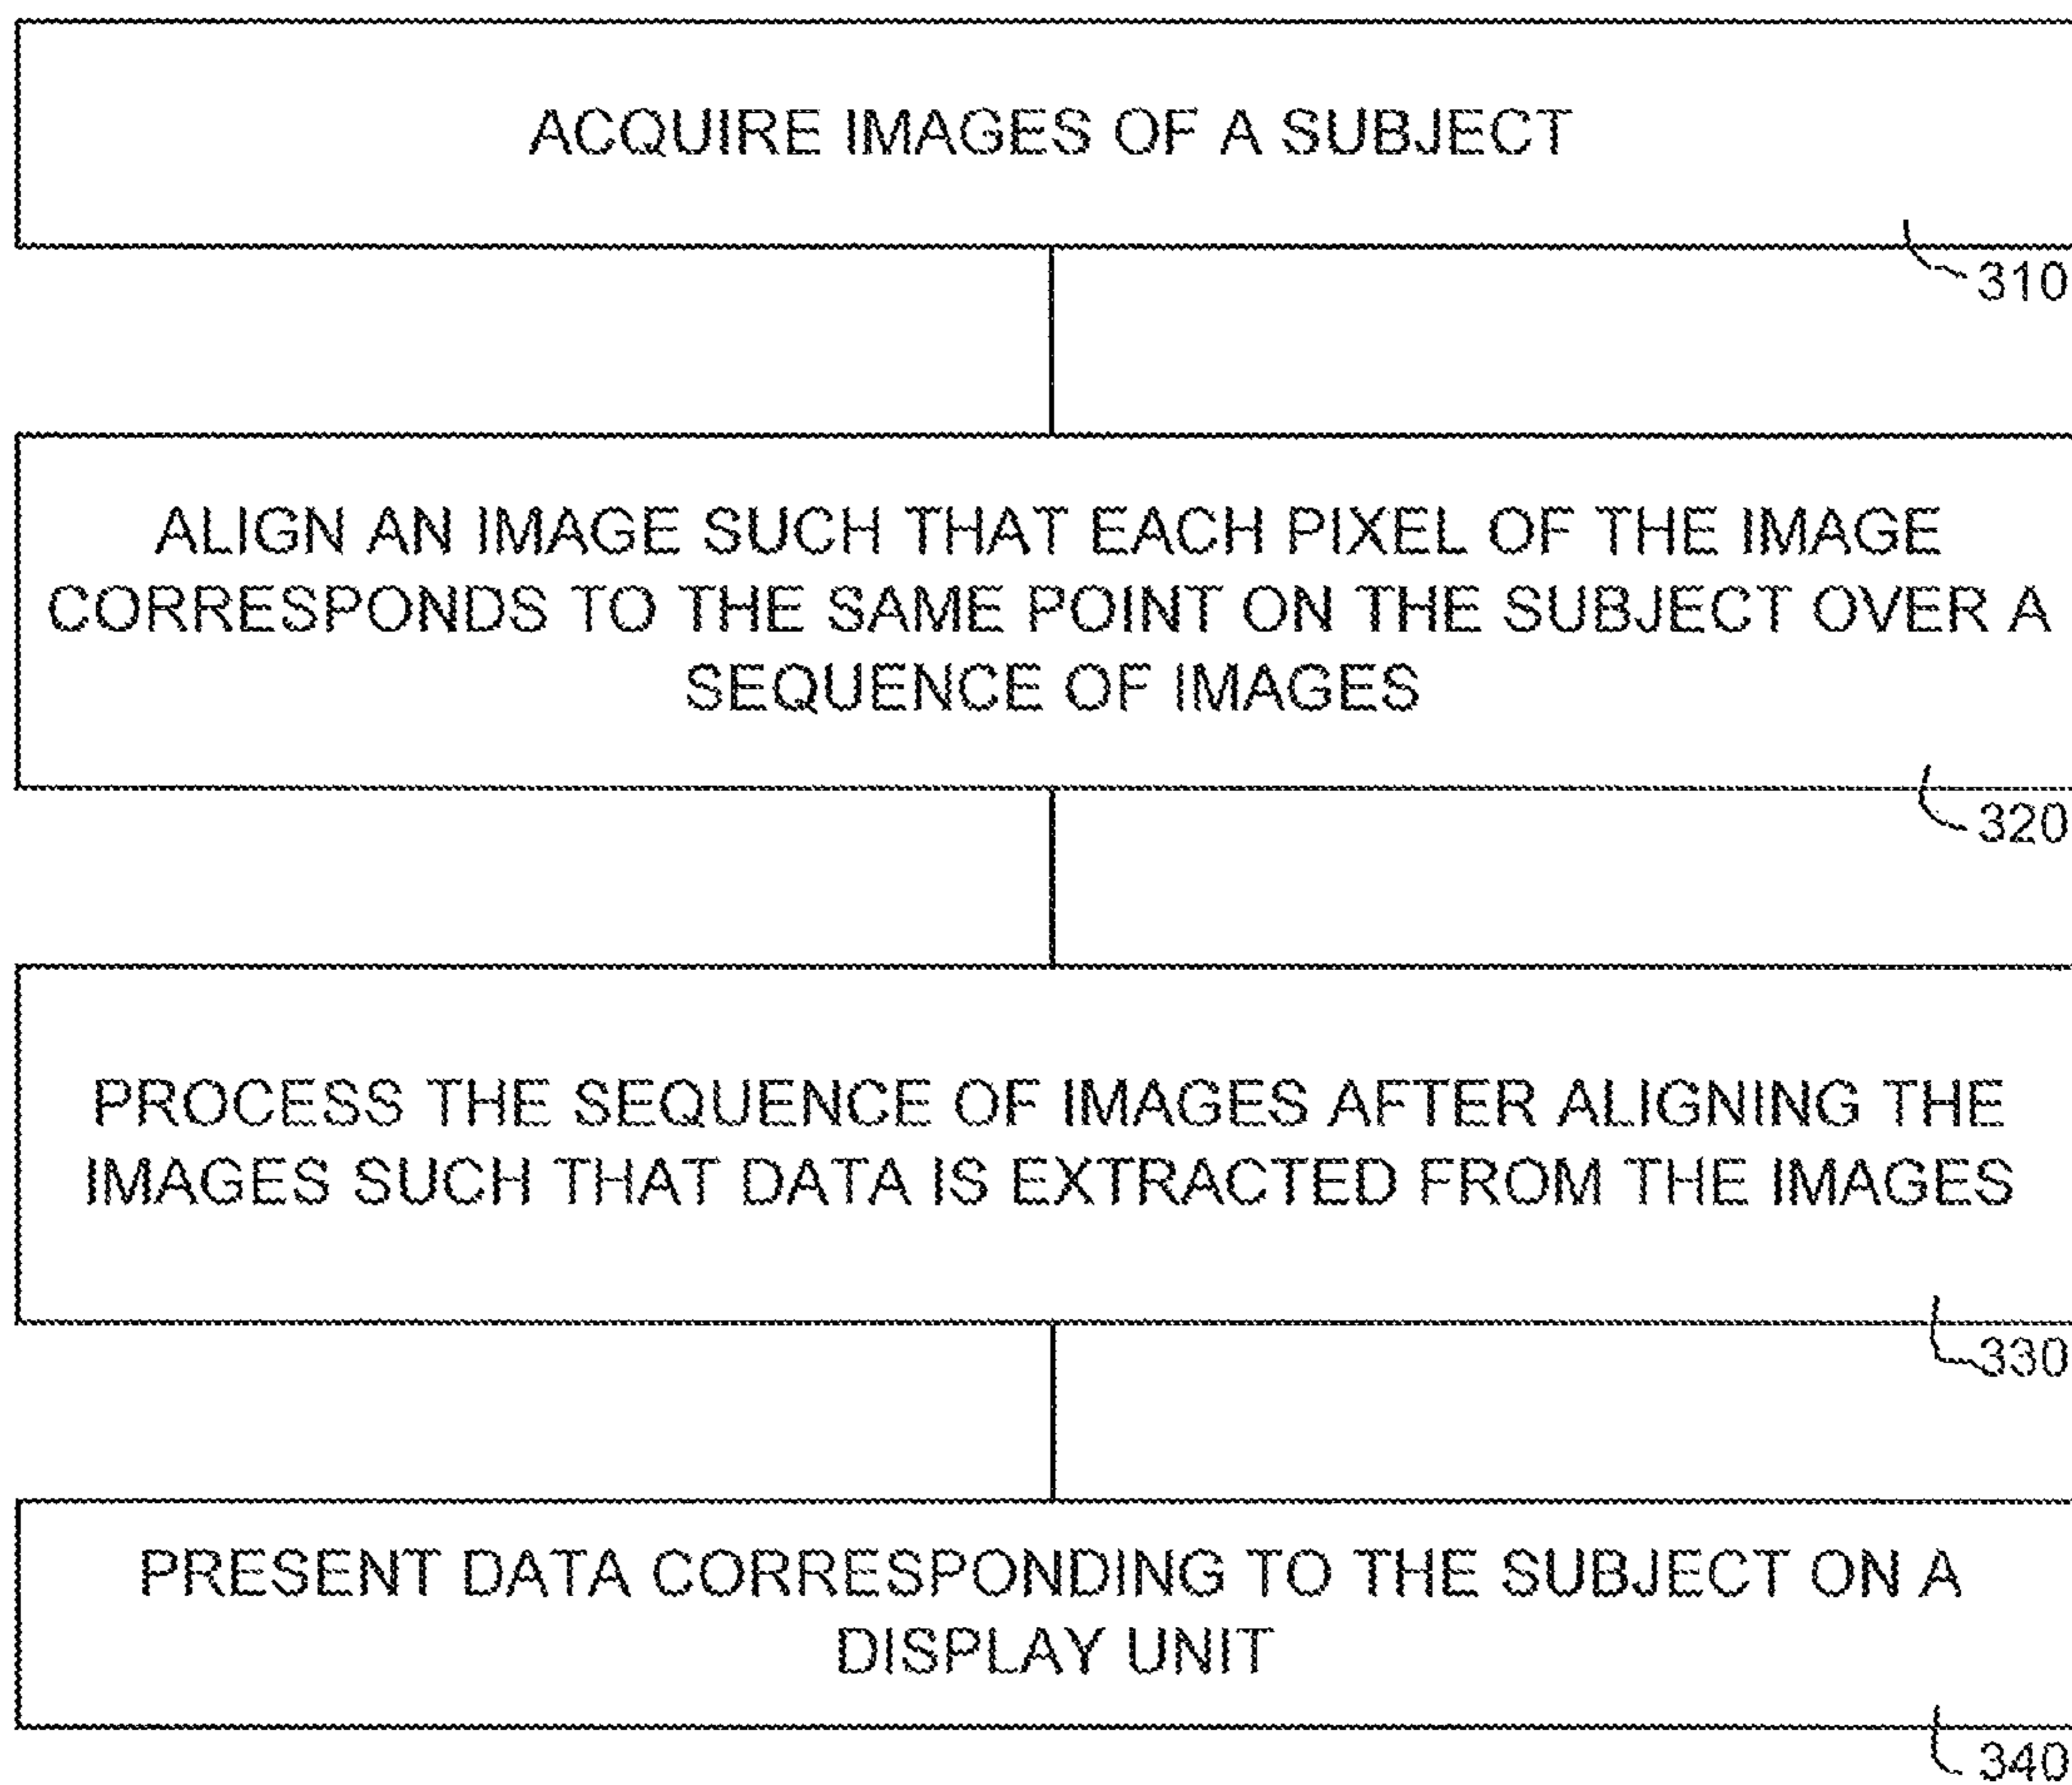 ACQUIRE IMAGES OF A SUBJECT
310
ALIGN AN IMAGE SUCH THAT EACH PIXEL OF THE IMAGE
CORRESPONDS TO THE SAME POINT ON THE SUBJECT OVER A
SEQUENCE OF IMAGES
320
PROCESS THE SEQUENCE OF IMAGES AFTER ALIGNING THE
IMAGES SUCH THAT DATA IS EXTRACTED FROM THE IMAGES
330
PRESENT DATA CORRESPONDING TO THE SUBJECT ON A
DISPLAY UNIT
340